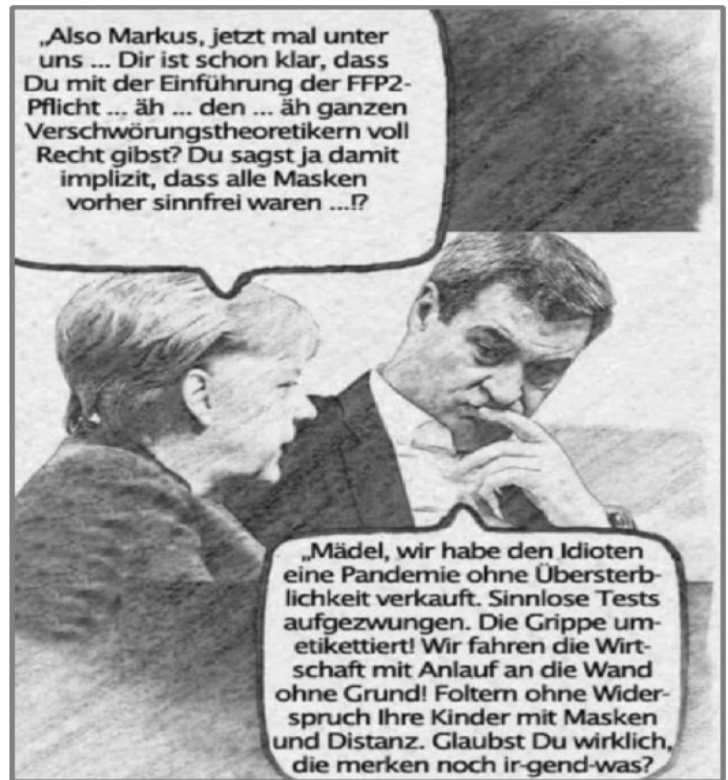 „Also Markus, jetzt mal unter
uns ... Dir ist schon klar, dass
Du mit der Einführung der FFP2-
Pflicht ... äh ... den ... äh ganzen
Verschwörungstheoretikern voll
Recht gibst? Du sagst ja damit
implizit, dass alle Masken
vorher sinnfrei waren ...!?
„Mädel, wir habe den Idioten
eine Pandemie ohne Übersterb-
lichkeit verkauft. Sinnlose Tests
aufgezwungen. Die Grippe um-
etikettiert! Wir fahren die Wirt-
schaft mit Anlauf an die Wand
ohne Grund! Foltern ohne Wider-
spruch Ihre Kinder mit Masken
und Distanz. Glaubst Du wirklich,
die merken noch ir-gend-was?